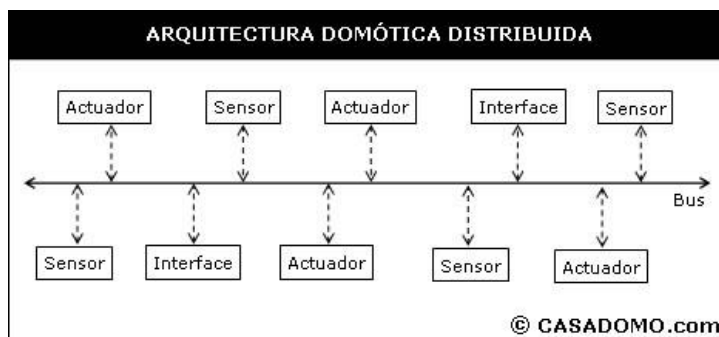 ARQUITECTURA DOMÓTICA DISTRIBUIDA
Actuador Sensor Actuador Interface Sensor
Bus
Sensor Interface Actuador Sensor Actuador
© CASADOMO.com